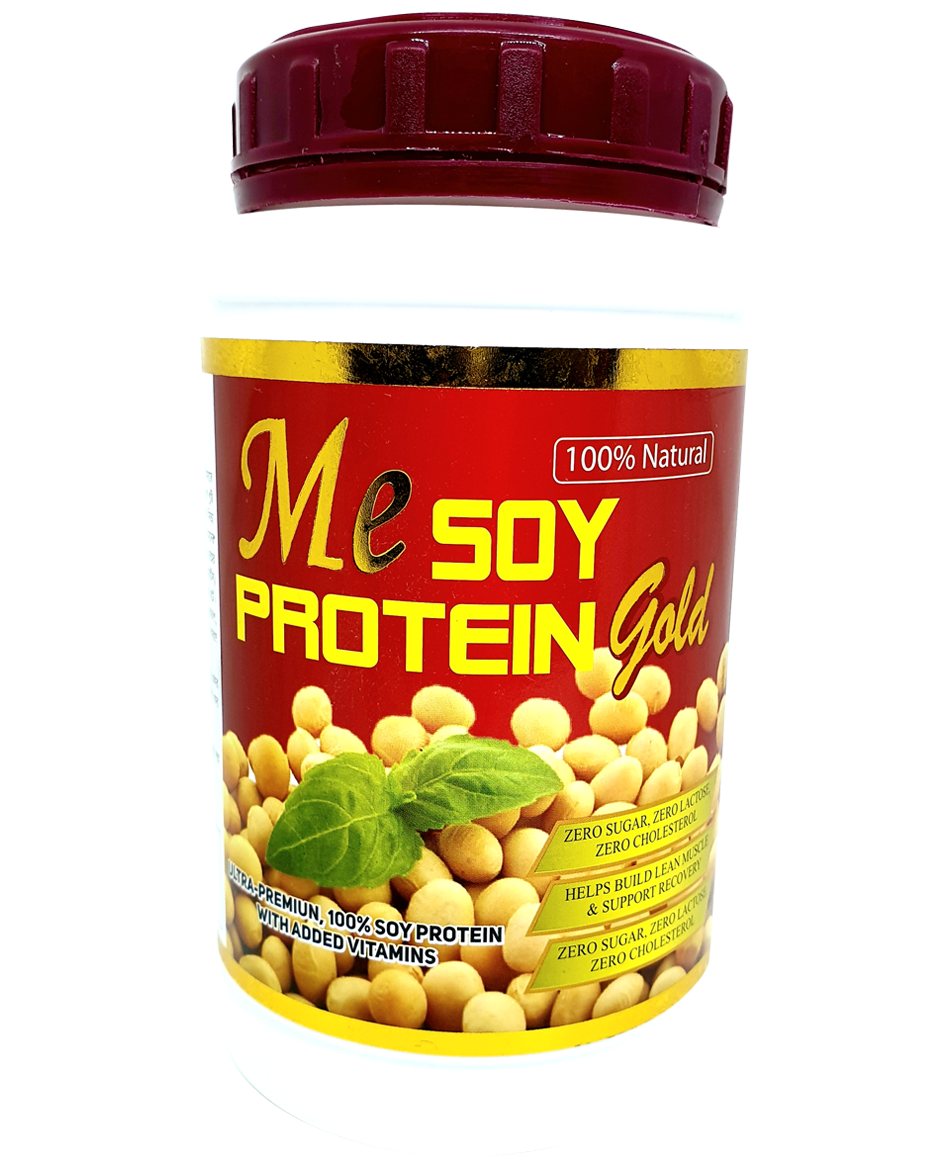 100% Natural
Me SOY
PROTEIN Gold
ZERO SUGAR, ZERO LACTOSE,
ZERO CHOLESTEROL
HELPS BUILD LEAN MUSCLE
& SUPPORT RECOVERY
ZERO SUGAR, ZERO LACTOSE,
ZERO CHOLESTEROL
ULTRA-PREMIUN, 100% SOY PROTEIN
WITH ADDED VITAMINS